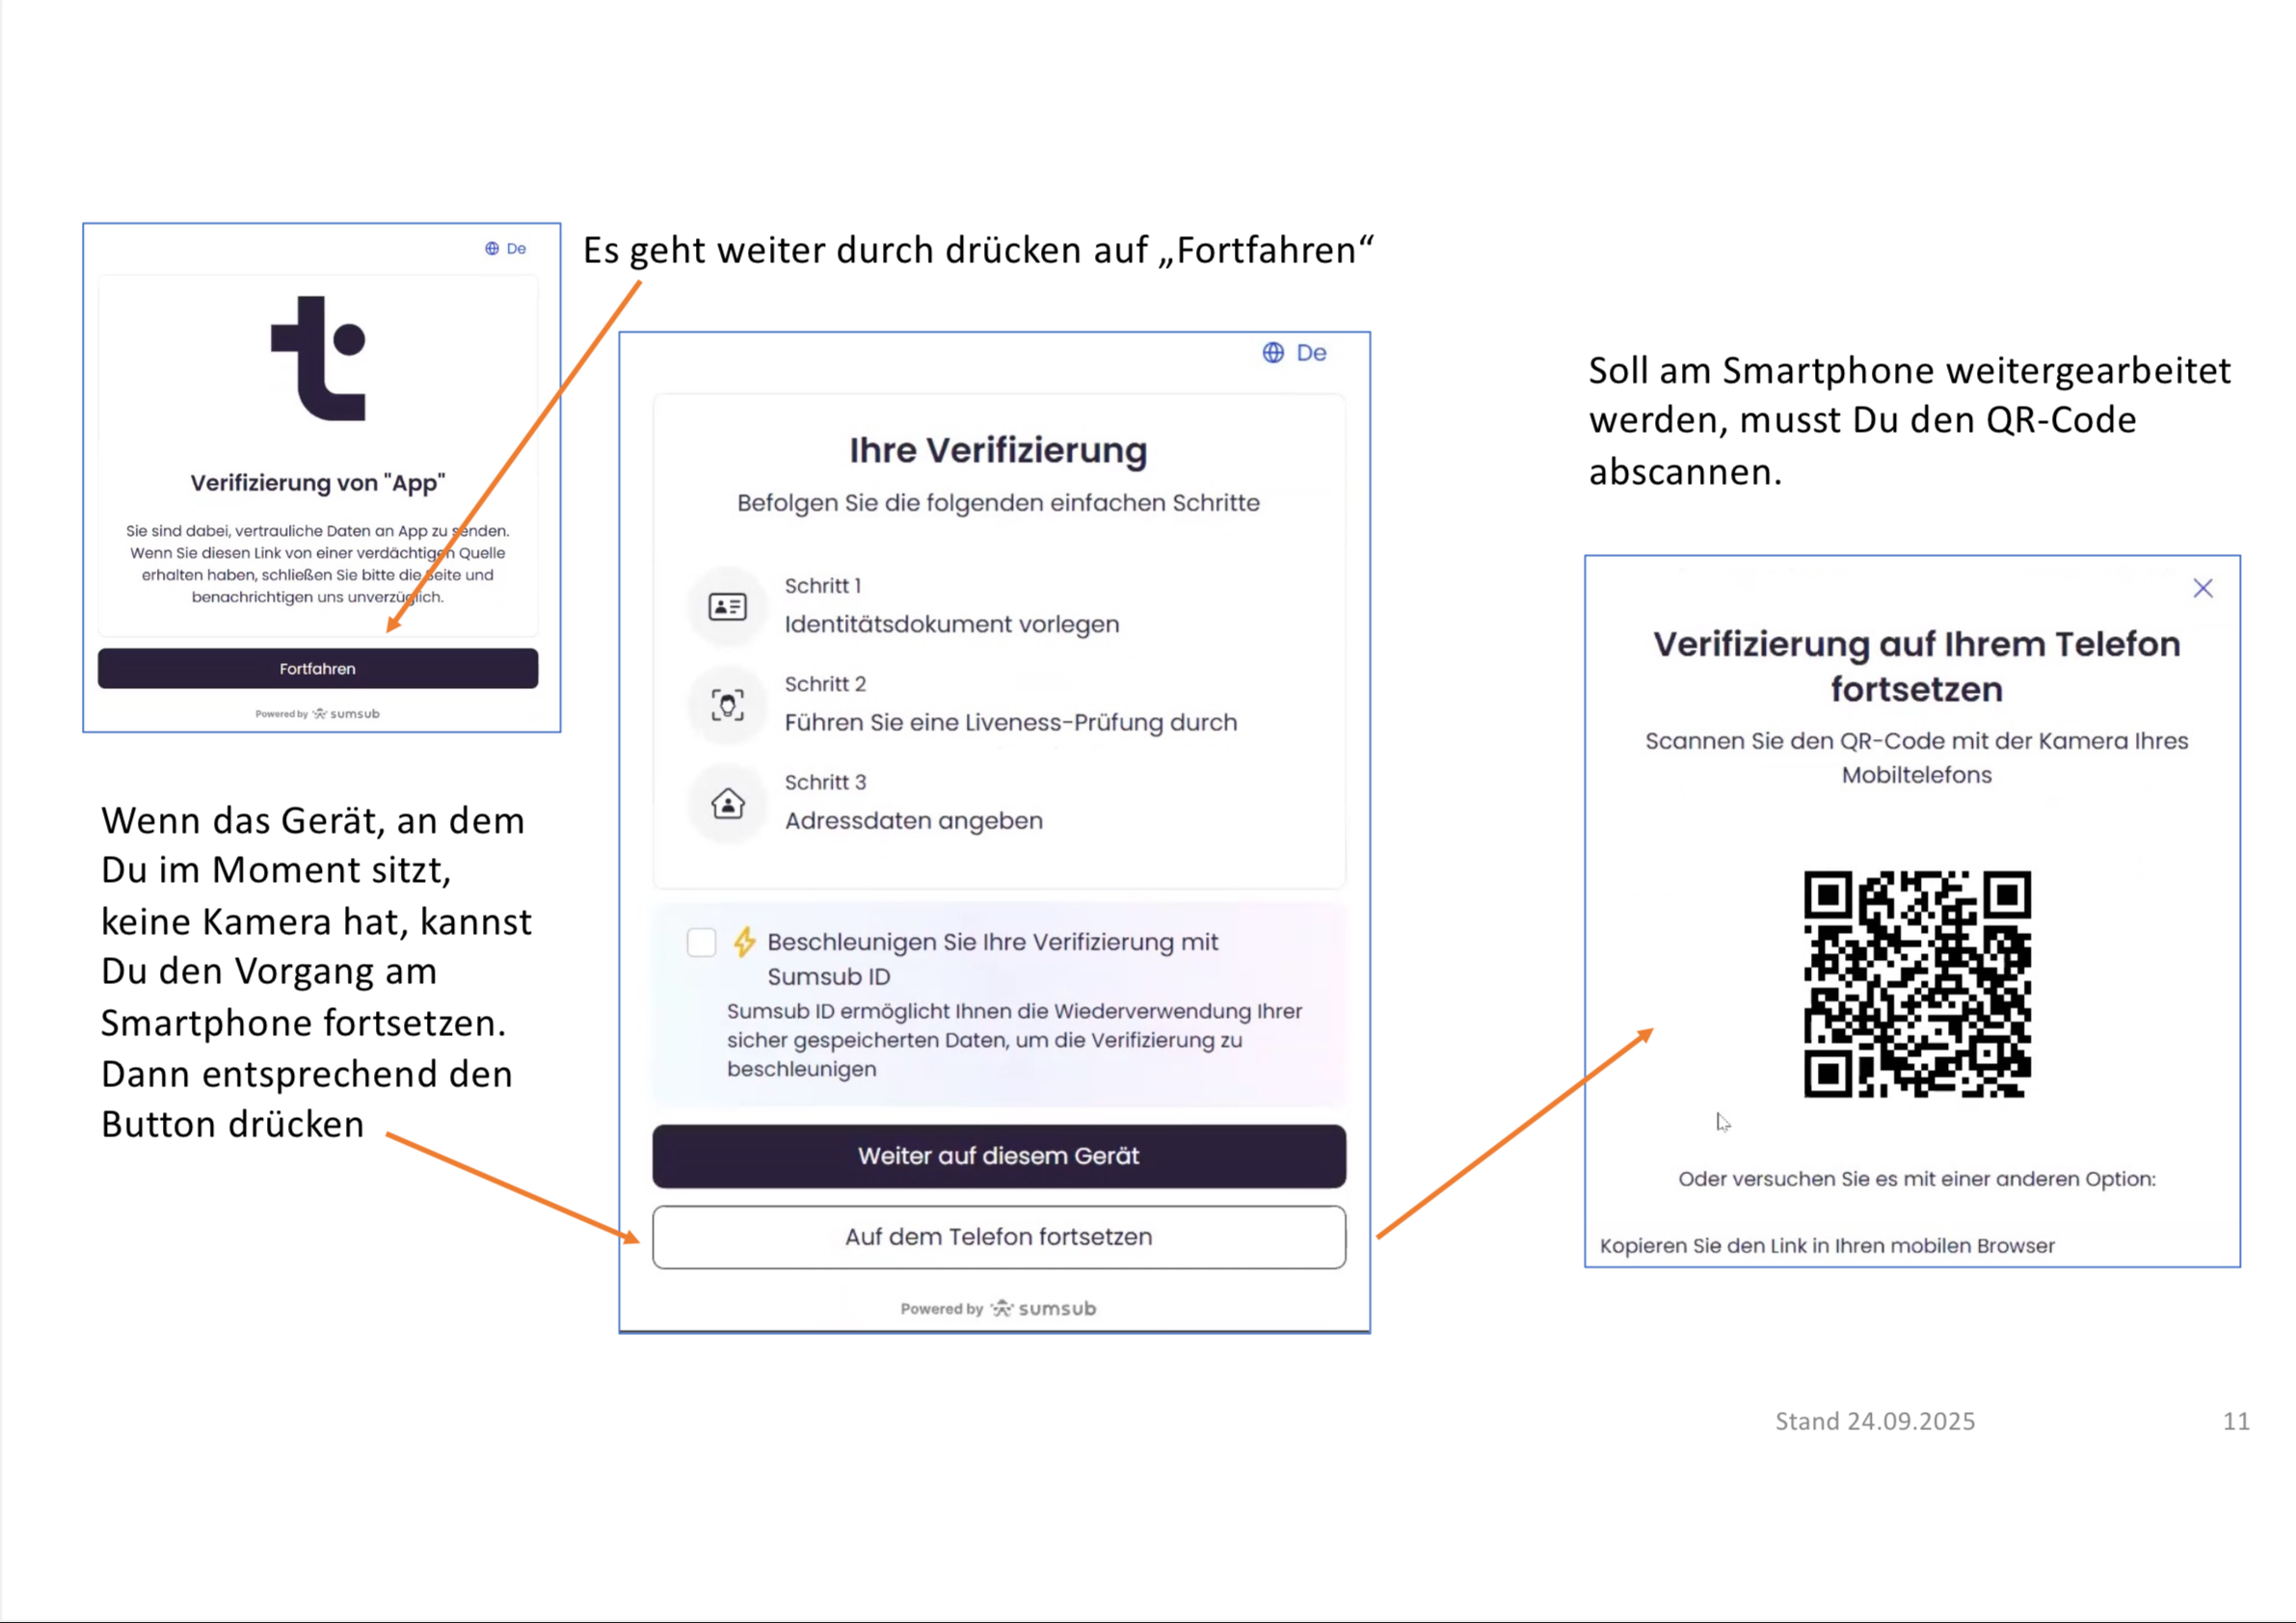 De
Verifizierung von "App"
Sie sind dabei, vertrauliche Daten an App zu senden.
Wenn Sie diesen Link von einer verdächtigen Quelle
erhalten haben, schließen Sie bitte die Seite und
benachrichtigen uns unverzüglich.
Fortfahren
Powered by sumsub
Es geht weiter durch drücken auf „Fortfahren“
Wenn das Gerät, an dem
Du im Moment sitzt,
keine Kamera hat, kannst
Du den Vorgang am
Smartphone fortsetzen.
Dann entsprechend den
Button drücken
De
Ihre Verifizierung
Befolgen Sie die folgenden einfachen Schritte
Schritt 1
Identitätsdokument vorlegen
Schritt 2
Führen Sie eine Liveness-Prüfung durch
Schritt 3
Adressdaten angeben
Beschleunigen Sie Ihre Verifizierung mit
Sumsub ID
Sumsub ID ermöglicht Ihnen die Wiederverwendung Ihrer
sicher gespeicherten Daten, um die Verifizierung zu
beschleunigen
Weiter auf diesem Gerät
Auf dem Telefon fortsetzen
Powered by sumsub
Soll am Smartphone weitergearbeitet
werden, musst Du den QR-Code
abscannen.
Verifizierung auf Ihrem Telefon
fortsetzen
Scannen Sie den QR-Code mit der Kamera Ihres
Mobiltelefons
Oder versuchen Sie es mit einer anderen Option:
Kopieren Sie den Link in Ihren mobilen Browser
Stand 24.09.2025
11